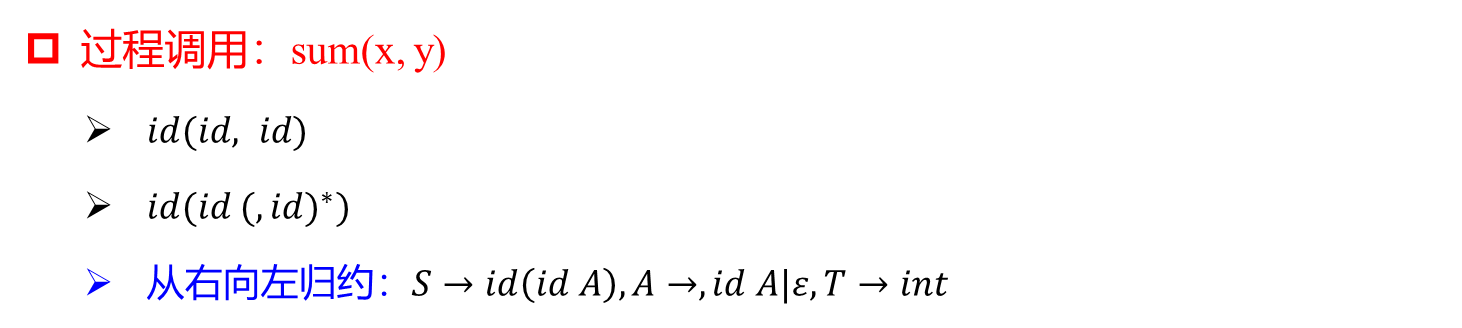 过程调用：sum(x, y)
id(id, id)
id(id (, id)*)
从右向左归约：S → id(id A), A →, id A|ε, T → int